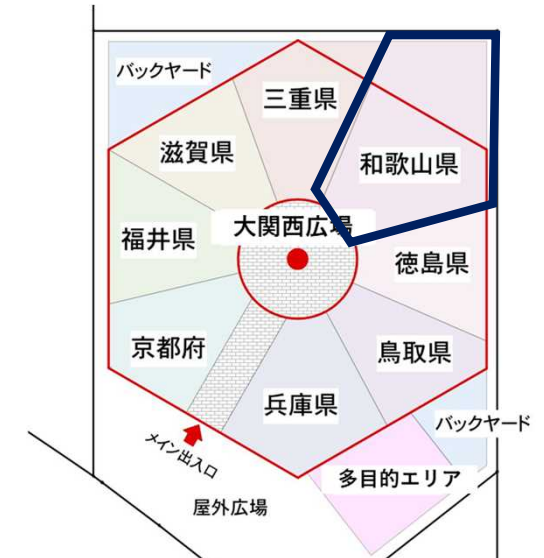 バックヤード
三重県
滋賀県
和歌山県
大関西広場
福井県
徳島県
京都府
鳥取県
兵庫県
バックヤード
メイン出入口
多目的エリア
屋外広場